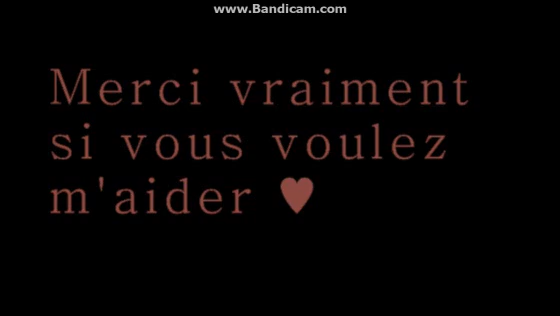 www.Bandicam.com
Merci vraiment
si vous voulez
m'aider ♥